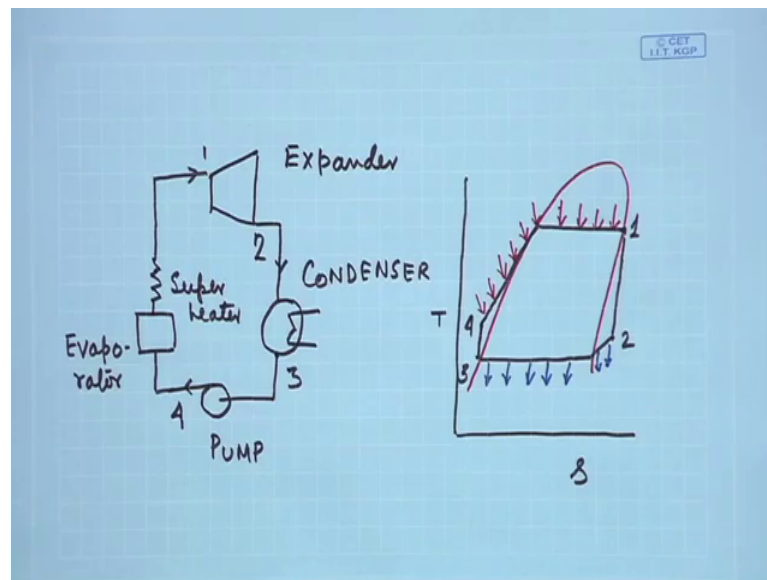 © CET
I.I.T. KGP
1
Expander
2
CONDENSER
Super
heater
Evapo-
rator
3
4
PUMP
T
1
4
2
3
S